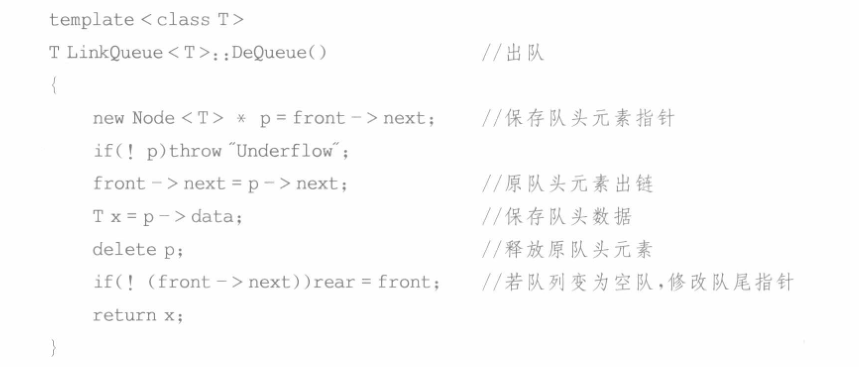 template<class T>
T LinkQueue<T>::DeQueue() //出队
{
new Node<T> * p=front->next; //保存队头元素指针
if(! p)throw ˝Underflow˝;
front->next=p->next; //原队头元素出链
T x=p->data; //保存队头数据
delete p; //释放原队头元素
if(! (front->next))rear=front; //若队列变为空队,修改队尾指针
return x;
}